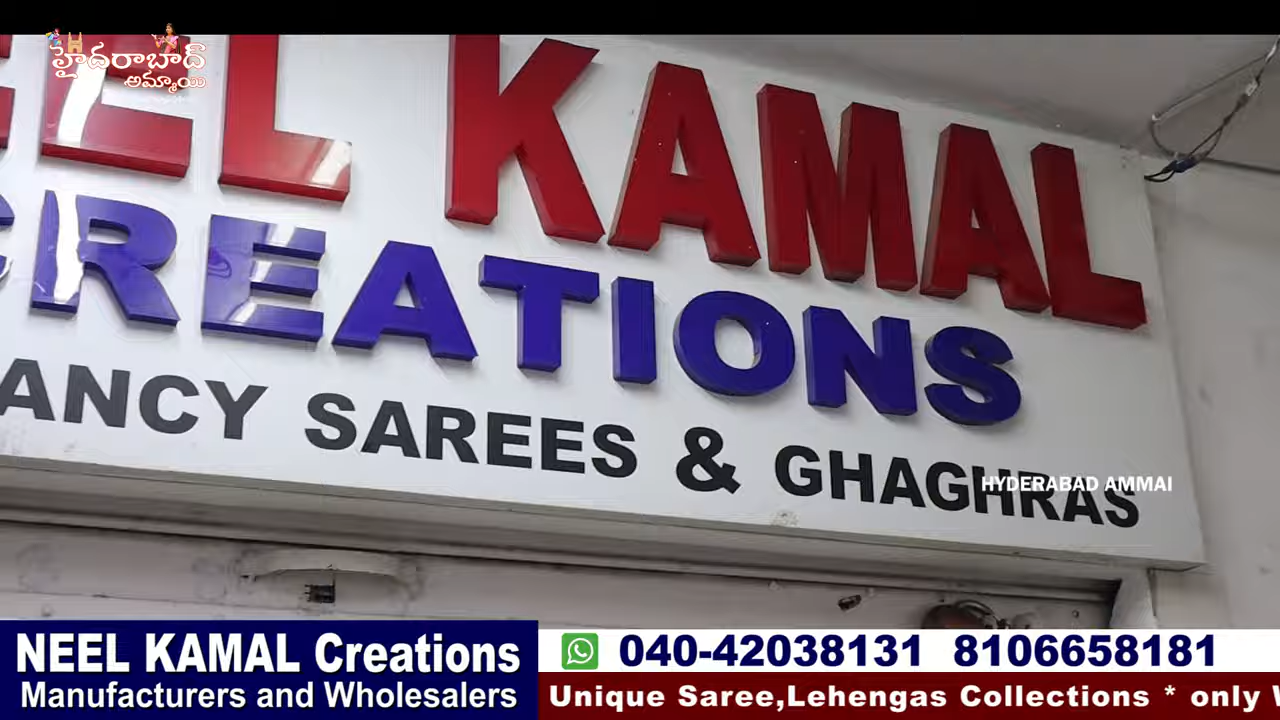 హైదరాబాద్
అమ్మాయి
EEL KAMAL
CREATIONS
ANCY SAREES & GHAGHRAS
HYDERABAD AMMAI
NEEL KAMAL Creations
Manufacturers and Wholesalers
040-42038131 8106658181
Unique Saree,Lehengas Collections * only